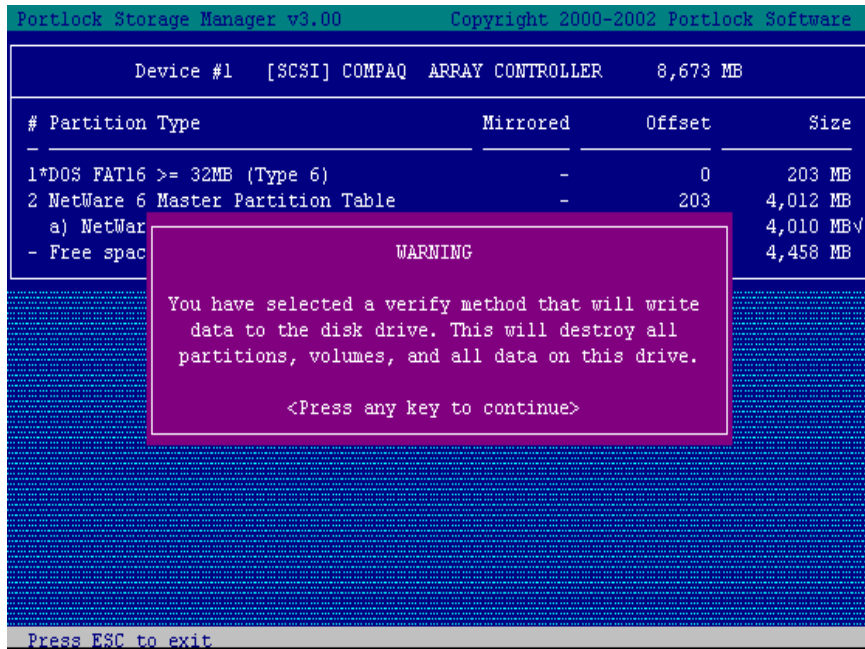 Portlock Storage Manager v3.00 Copyright 2000-2002 Portlock Software
Device #1 [SCSI] COMPAQ ARRAY CONTROLLER 8,673 MB
# Partition Type Mirrored Offset Size
1*DOS FAT16 >= 32MB (Type 6) - 0 203 MB
2 NetWare 6 Master Partition Table - 203 4,012 MB
a) NetWar 4,010 MB√
- Free spac 4,458 MB
WARNING
You have selected a verify method that will write
data to the disk drive. This will destroy all
partitions, volumes, and all data on this drive.
<Press any key to continue>
Press ESC to exit